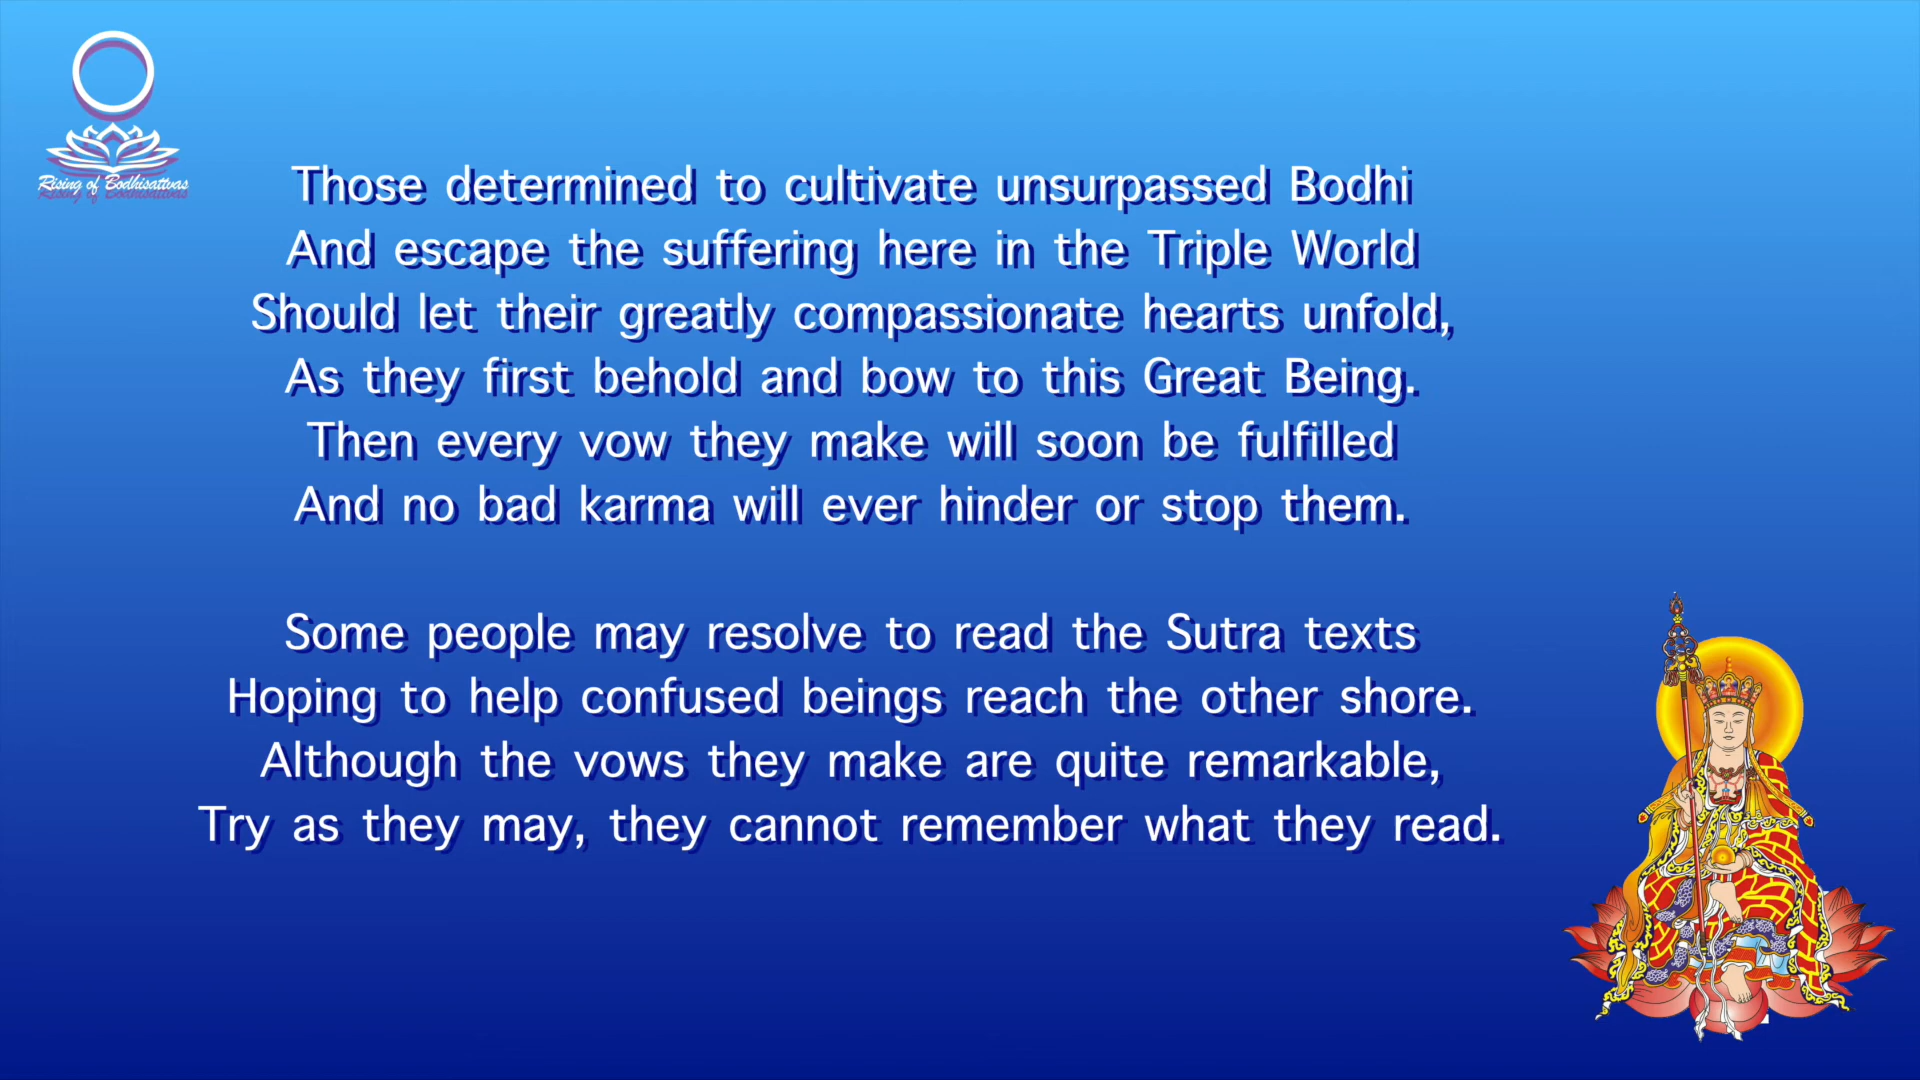 Rising of Bodhisattvas
Those determined to cultivate unsurpassed Bodhi
And escape the suffering here in the Triple World
Should let their greatly compassionate hearts unfold,
As they first behold and bow to this Great Being.
Then every vow they make will soon be fulfilled
And no bad karma will ever hinder or stop them.
Some people may resolve to read the Sutra texts
Hoping to help confused beings reach the other shore.
Although the vows they make are quite remarkable,
Try as they may, they cannot remember what they read.